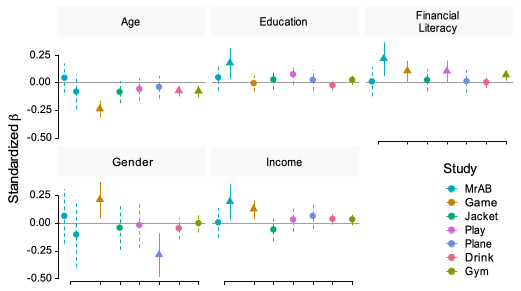 Age
Education
Financial
Literacy
Standardized β
0.25
0.00
-0.25
-0.50
Gender
Income
0.25
0.00
-0.25
-0.50
Study
MrAB
Game
Jacket
Play
Plane
Drink
Gym